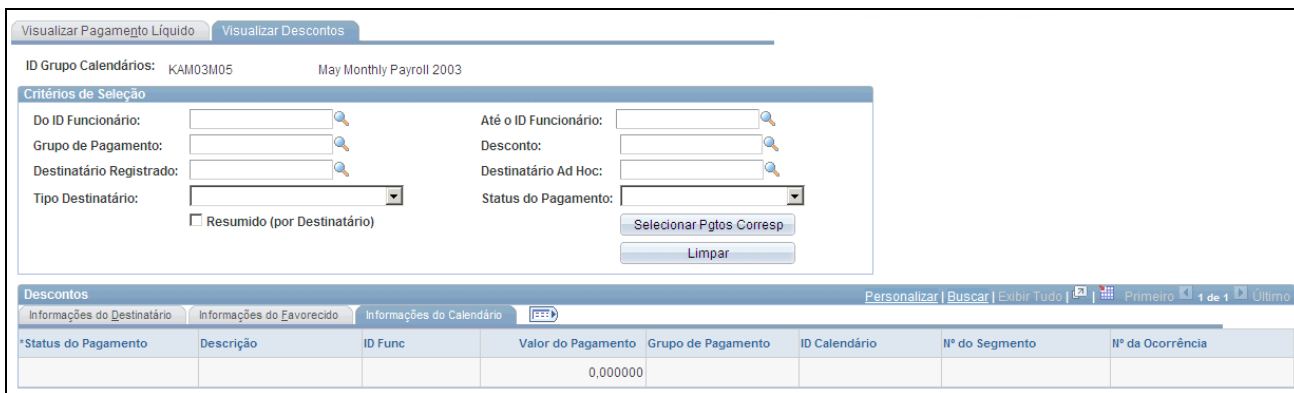 Visualizar Pagamento Líquido Visualizar Descontos
ID Grupo Calendários: KAM03M05 May Monthly Payroll 2003
Critérios de Seleção
Do ID Funcionário: Até o ID Funcionário:
Grupo de Pagamento: Desconto:
Destinatário Registrado: Destinatário Ad Hoc:
Tipo Destinatário: Status do Pagamento:
Resumido (por Destinatário) Selecionar Pgtos Corresp
Limpar
Descontos Personalizar | Buscar | Exibir Tudo | | Primeiro 1 de 1 Último
Informações do Destinatário Informações do Favorecido Informações do Calendário
*Status do Pagamento Descrição ID Func Valor do Pagamento Grupo de Pagamento ID Calendário Nº do Segmento Nº da Ocorrência
0,000000